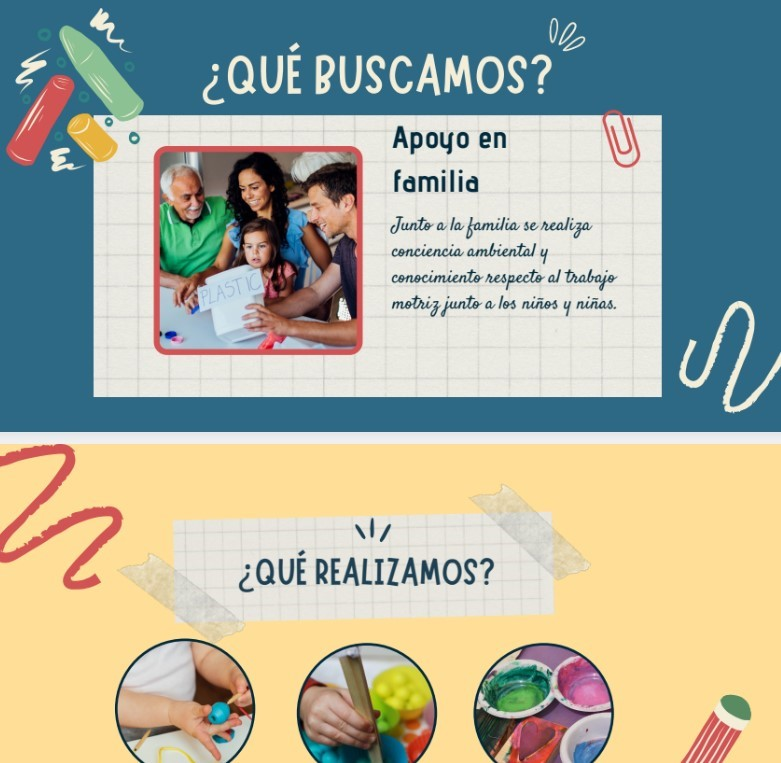 ¿QUÉ BUSCAMOS?
Apoyo en
familia
Junto a la familia se realiza
conciencia ambiental y
conocimiento respecto al trabajo
motriz junto a los niños y niñas.
PLASTIC
¿QUÉ REALIZAMOS?